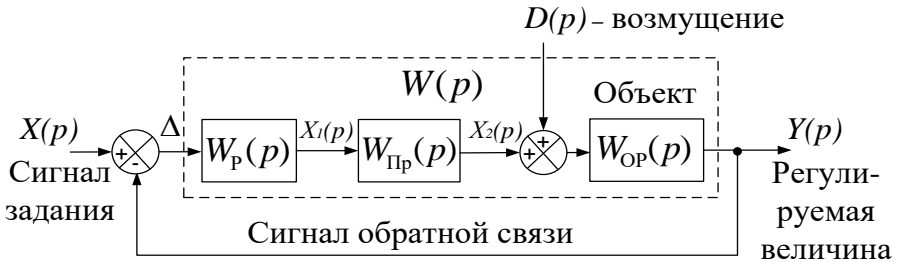 D(p) – возмущение
W(p)
Объект
X(p)
Δ
W_Р(p)
X₁(p)
W_Пр(p)
X₂(p)
W_ОР(p)
Y(p)
+
-
+
+
Сигнал
задания
Регули-
руемая
величина
Сигнал обратной связи